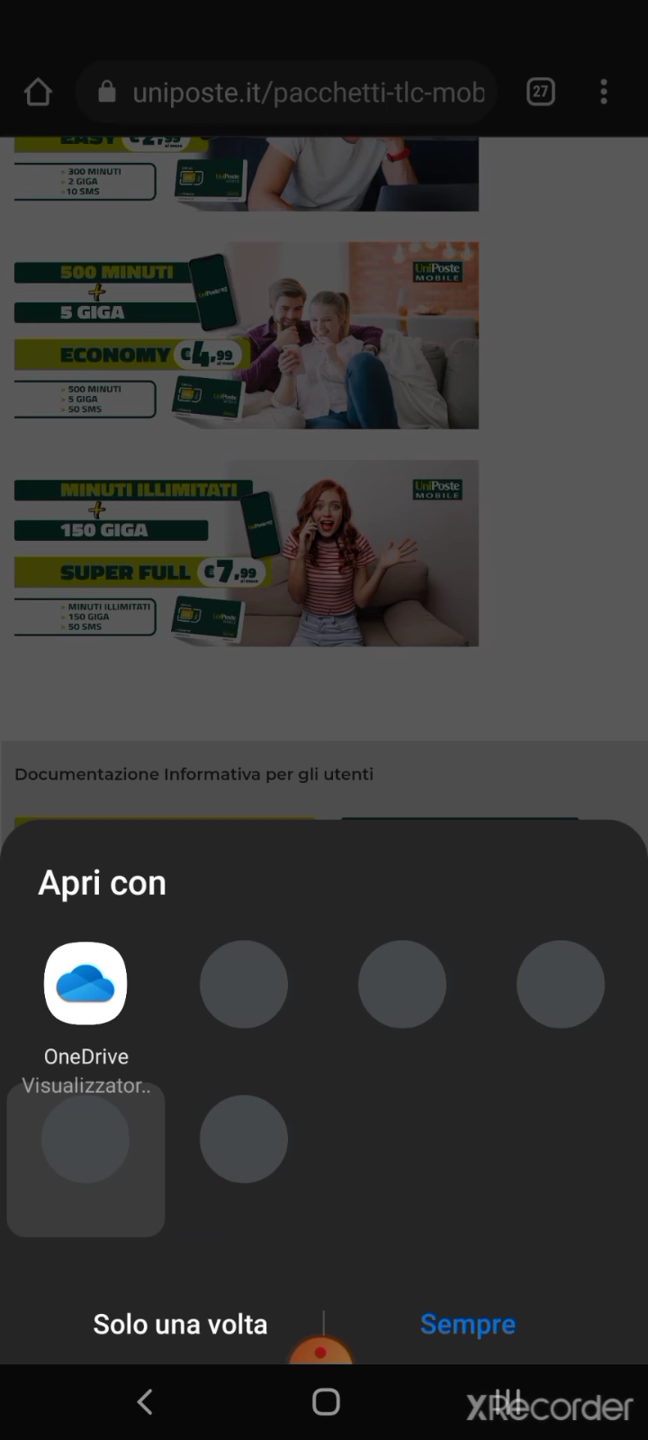 uniposte.it/pacchetti-tlc-mob
27
EASY €2,99
al mese
300 MINUTI
2 GIGA
10 SMS
500 MINUTI
+
5 GIGA
UniPoste
MOBILE
ECONOMY €4,99
al mese
500 MINUTI
5 GIGA
50 SMS
MINUTI ILLIMITATI
+
150 GIGA
UniPoste
MOBILE
SUPER FULL €7,99
al mese
MINUTI ILLIMITATI
150 GIGA
50 SMS
Documentazione Informativa per gli utenti
Apri con
OneDrive
Visualizzator..
Solo una volta
Sempre
XRecorder